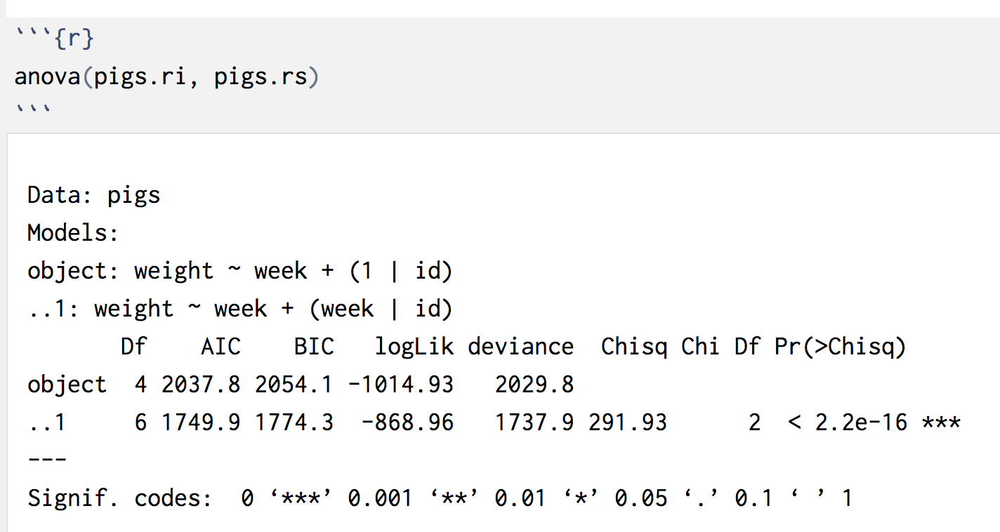 ```{r}
anova(pigs.ri, pigs.rs)
```
Data: pigs
Models:
object: weight ~ week + (1 | id)
..1: weight ~ week + (week | id)
       Df    AIC    BIC   logLik deviance  Chisq Chi Df Pr(>Chisq)
object  4 2037.8 2054.1 -1014.93   2029.8
..1     6 1749.9 1774.3  -868.96   1737.9 291.93      2  < 2.2e-16 ***
---
Signif. codes:  0 ‘***’ 0.001 ‘**’ 0.01 ‘*’ 0.05 ‘.’ 0.1 ‘ ’ 1